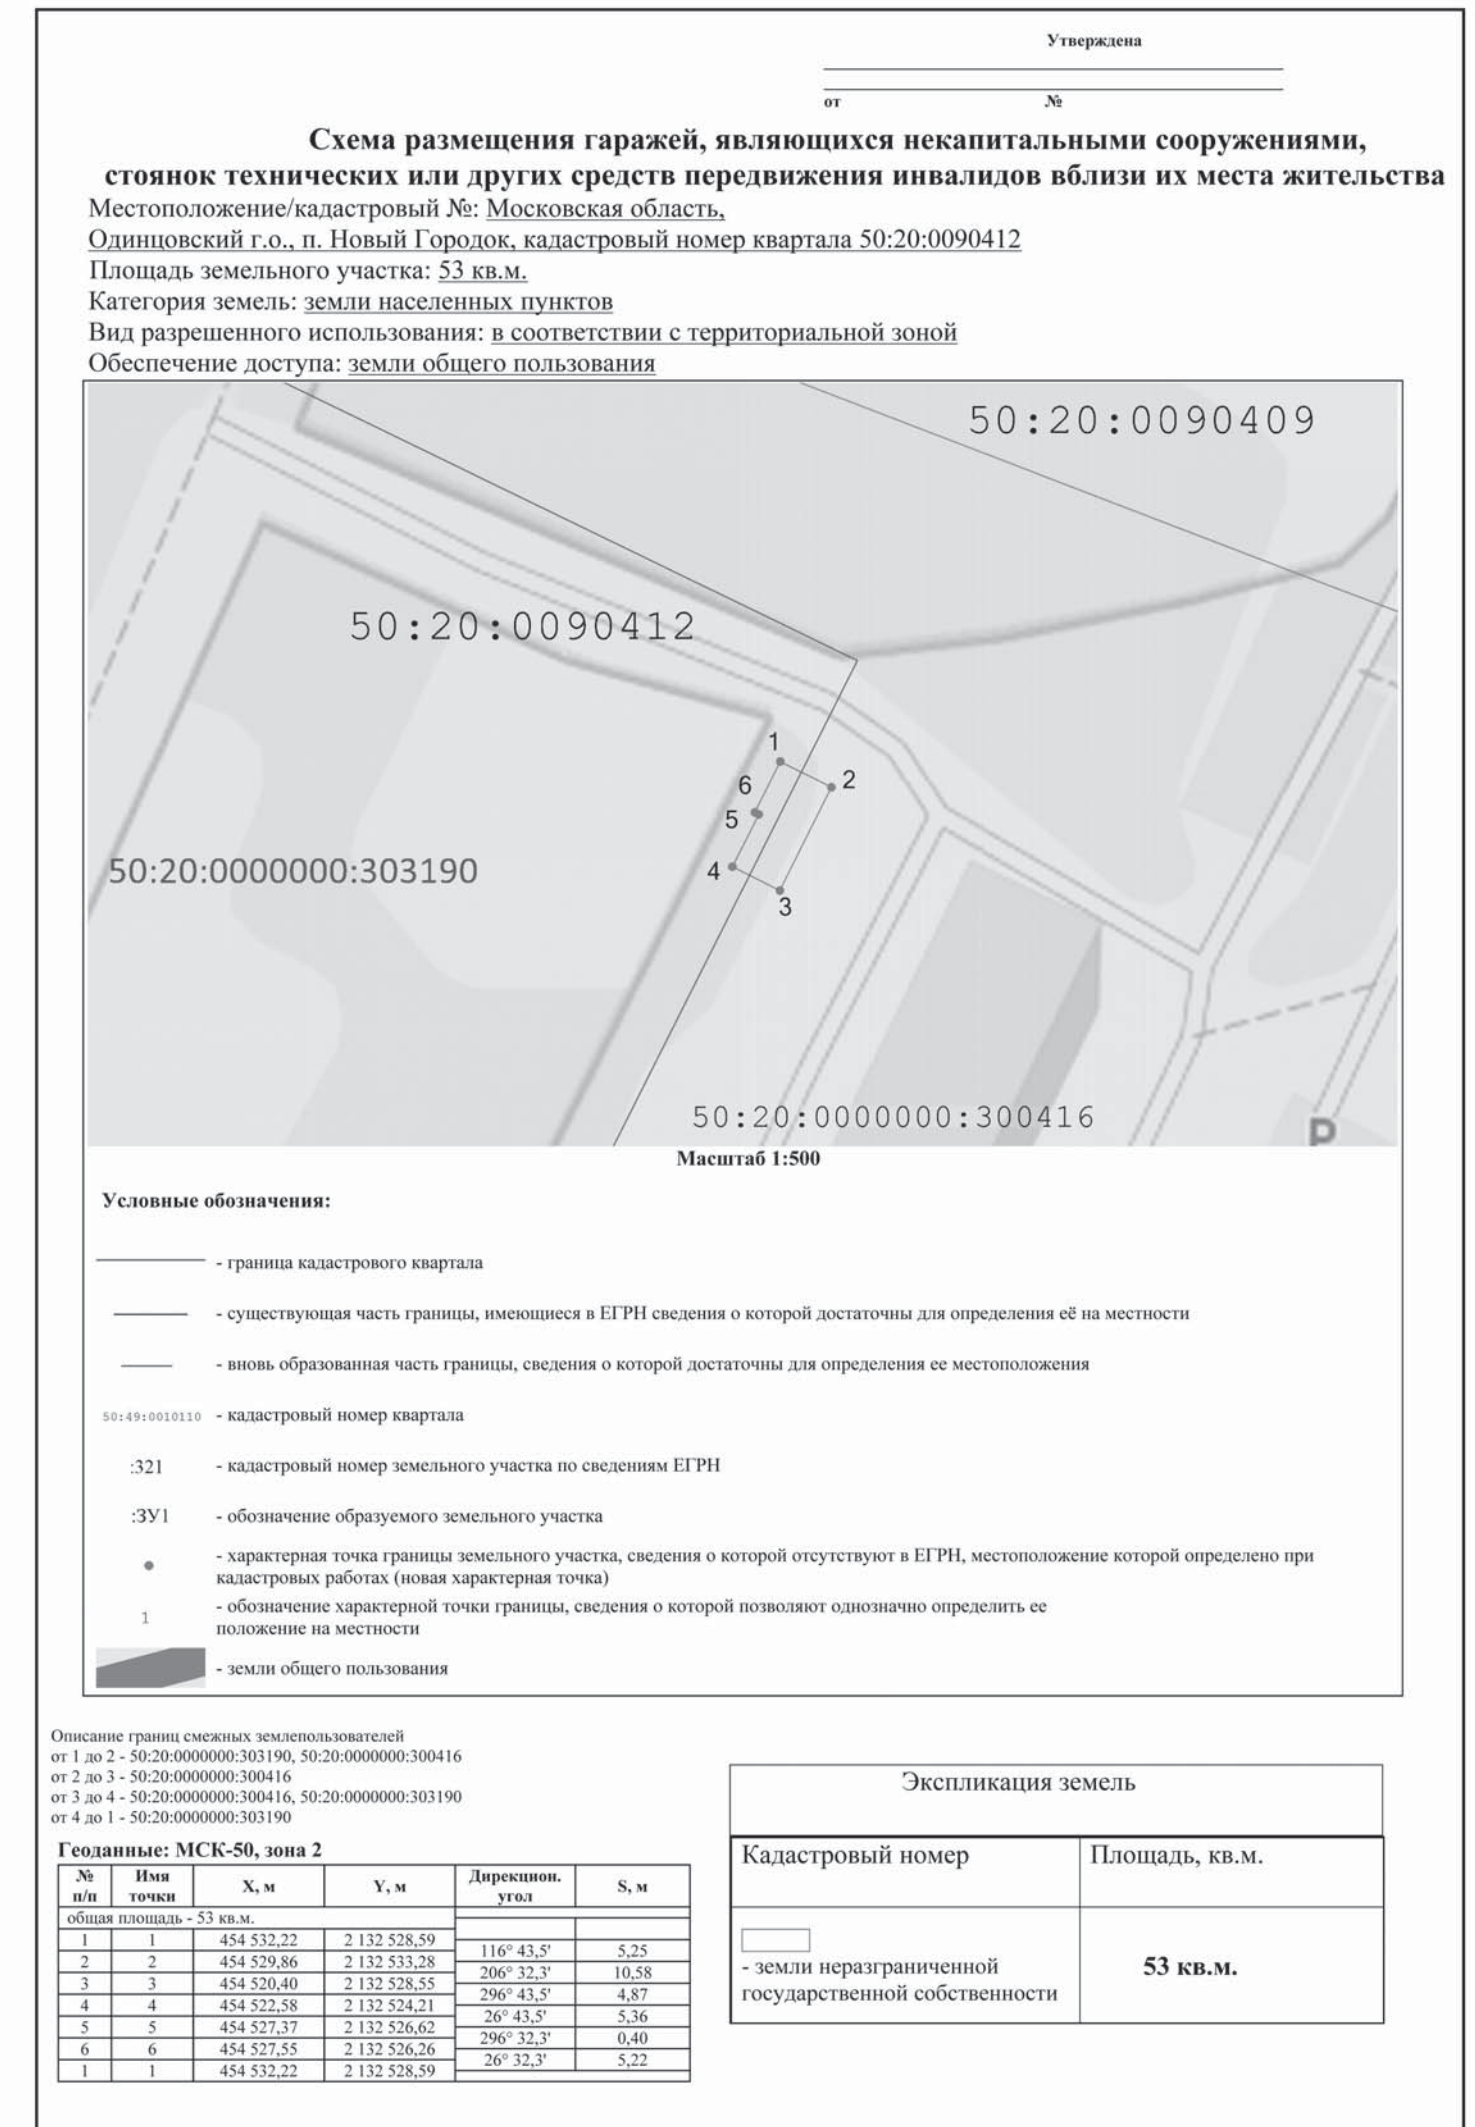 Утверждена
от №
Схема размещения гаражей, являющихся некапитальными сооружениями,
стоянок технических или других средств передвижения инвалидов вблизи их места жительства
Местоположение/кадастровый №: Московская область,
Одинцовский г.о., п. Новый Городок, кадастровый номер квартала 50:20:0090412
Площадь земельного участка: 53 кв.м.
Категория земель: земли населенных пунктов
Вид разрешенного использования: в соответствии с территориальной зоной
Обеспечение доступа: земли общего пользования
50:20:0090409
50:20:0090412
1
2
6
5
4
3
50:20:0000000:303190
50:20:0000000:300416
P
Масштаб 1:500
Условные обозначения:
- граница кадастрового квартала
- существующая часть границы, имеющиеся в ЕГРН сведения о которой достаточны для определения её на местности
- вновь образованная часть границы, сведения о которой достаточны для определения ее местоположения
50:49:0010110 - кадастровый номер квартала
:321 - кадастровый номер земельного участка по сведениям ЕГРН
:ЗУ1 - обозначение образуемого земельного участка
- характерная точка границы земельного участка, сведения о которой отсутствуют в ЕГРН, местоположение которой определено при
кадастровых работах (новая характерная точка)
1 - обозначение характерной точки границы, сведения о которой позволяют однозначно определить ее
положение на местности
- земли общего пользования
Описание границ смежных землепользователей
от 1 до 2 - 50:20:0000000:303190, 50:20:0000000:300416
от 2 до 3 - 50:20:0000000:300416
от 3 до 4 - 50:20:0000000:300416, 50:20:0000000:303190
от 4 до 1 - 50:20:0000000:303190
Геоданные: МСК-50, зона 2
№ п/п Имя точки X, м Y, м Дирекцион. угол S, м
общая площадь - 53 кв.м.
1 1 454 532,22 2 132 528,59
116° 43,5' 5,25
2 2 454 529,86 2 132 533,28
206° 32,3' 10,58
3 3 454 520,40 2 132 528,55
296° 43,5' 4,87
4 4 454 522,58 2 132 524,21
26° 43,5' 5,36
5 5 454 527,37 2 132 526,62
296° 32,3' 0,40
6 6 454 527,55 2 132 526,26
26° 32,3' 5,22
1 1 454 532,22 2 132 528,59
Экспликация земель
Кадастровый номер Площадь, кв.м.
- земли неразграниченной
государственной собственности
53 кв.м.